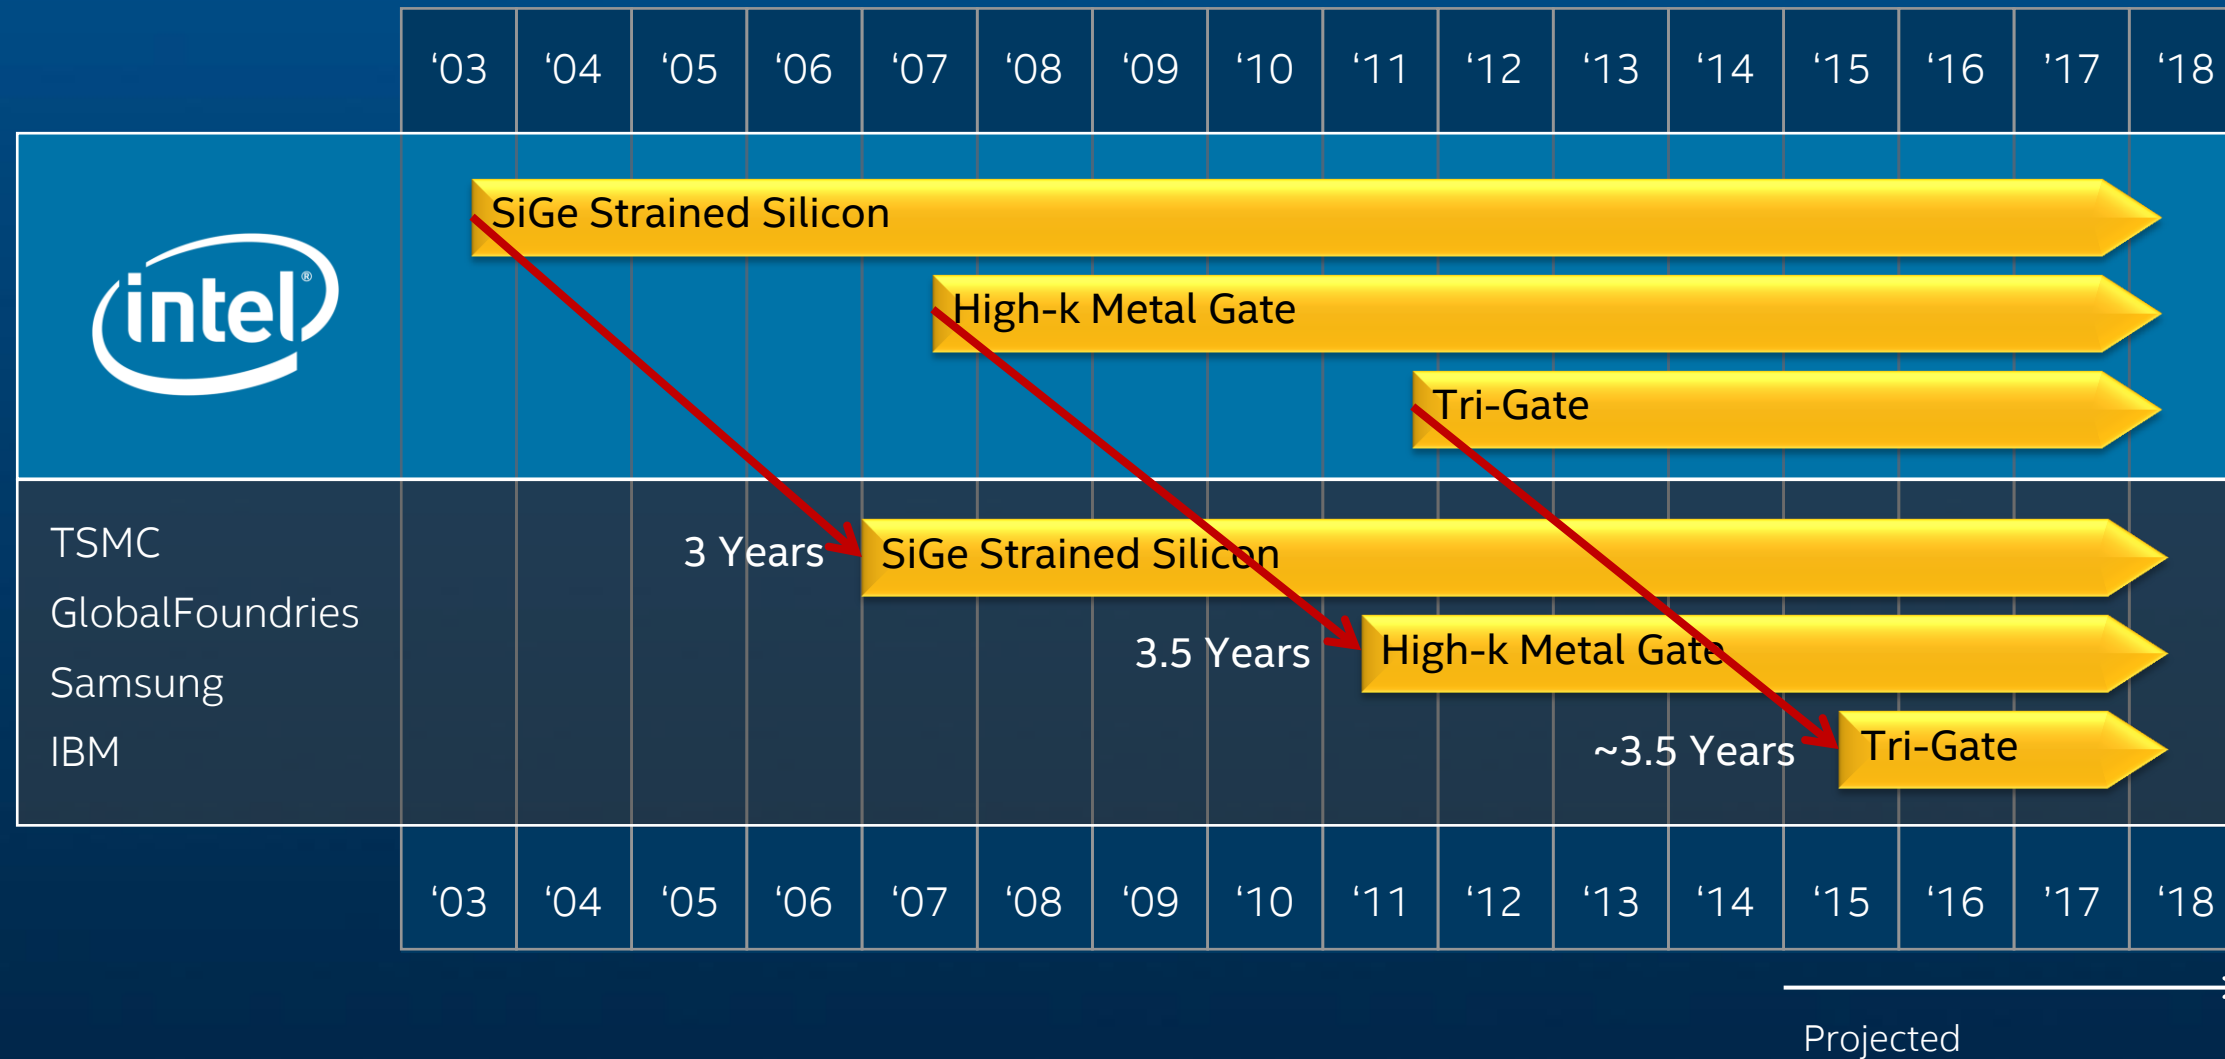 ‘03 ‘04 ‘05 ‘06 ‘07 ‘08 ‘09 ‘10 ‘11 ‘12 ‘13 ‘14 ‘15 ‘16 ’17 ‘18
intel®
SiGe Strained Silicon
High-k Metal Gate
Tri-Gate
TSMC
GlobalFoundries
Samsung
IBM
3 Years
SiGe Strained Silicon
3.5 Years
High-k Metal Gate
~3.5 Years
Tri-Gate
‘03 ‘04 ‘05 ‘06 ‘07 ‘08 ‘09 ‘10 ‘11 ‘12 ‘13 ‘14 ‘15 ‘16 ’17 ‘18
Projected